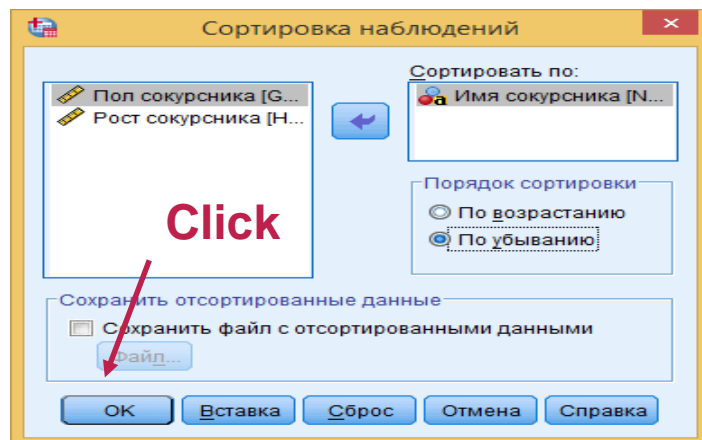 Сортировка наблюдений
Сортировать по:
Пол сокурсника [G...
Рост сокурсника [H...
Имя сокурсника [N...
Порядок сортировки
По возрастанию
По убыванию
Click
Сохранить отсортированные данные
Сохранить файл с отсортированными данными
Файл...
ОК
Вставка
Сброс
Отмена
Справка